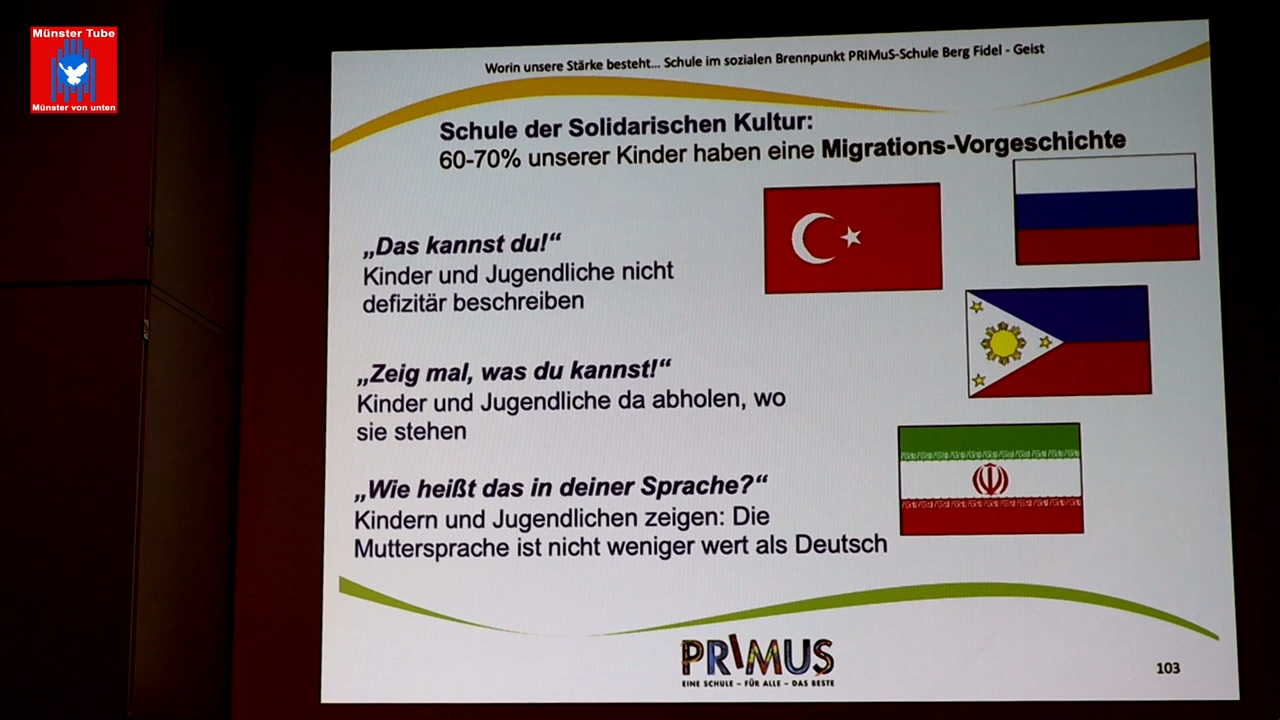 Münster Tube
Münster von unten
Worin unsere Stärke besteht... Schule im sozialen Brennpunkt PRIMuS-Schule Berg Fidel - Geist
Schule der Solidarischen Kultur:
60-70% unserer Kinder haben eine Migrations-Vorgeschichte
„Das kannst du!“
Kinder und Jugendliche nicht
defizitär beschreiben
„Zeig mal, was du kannst!“
Kinder und Jugendliche da abholen, wo
sie stehen
„Wie heißt das in deiner Sprache?“
Kindern und Jugendlichen zeigen: Die
Muttersprache ist nicht weniger wert als Deutsch
PRIMUS
EINE SCHULE – FÜR ALLE – DAS BESTE
103